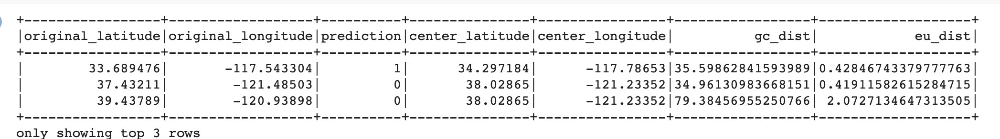 +-----------------+------------------+----------+---------------+----------------+-----------------+-------------------+
|original_latitude|original_longitude|prediction|center_latitude|center_longitude|          gc_dist|            eu_dist|
+-----------------+------------------+----------+---------------+----------------+-----------------+-------------------+
|        33.689476|       -117.543304|         1|      34.297184|      -117.78653|35.59862841593989|0.42846743379777763|
|         37.43211|        -121.48503|         0|       38.02865|      -121.23352|34.96130983668151|0.41911582615284715|
|         39.43789|        -120.93898|         0|       38.02865|      -121.23352|79.38456955250766| 2.0727134647313505|
+-----------------+------------------+----------+---------------+----------------+-----------------+-------------------+
only showing top 3 rows